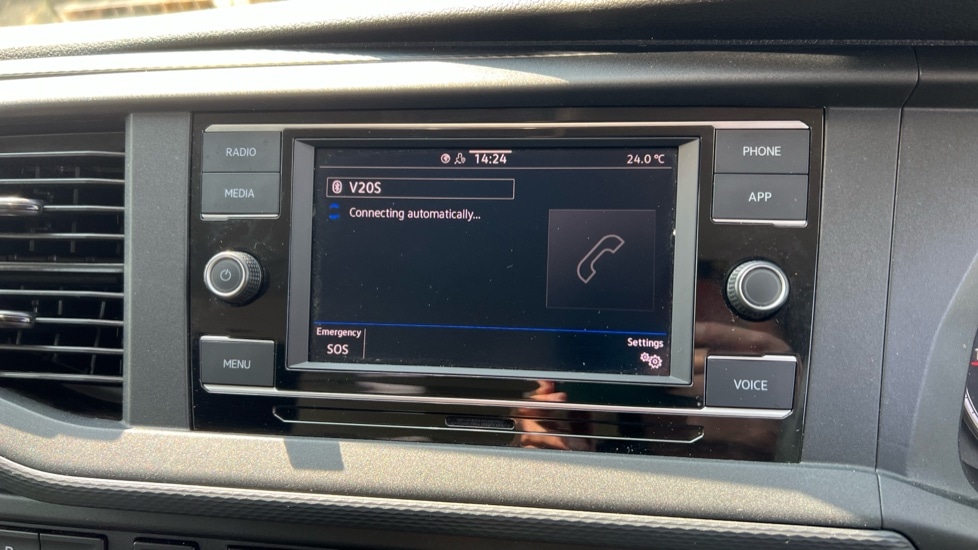 RADIO
MEDIA
MENU
14:24
24.0 °C
V20S
Connecting automatically...
Emergency
SOS
Settings
PHONE
APP
VOICE